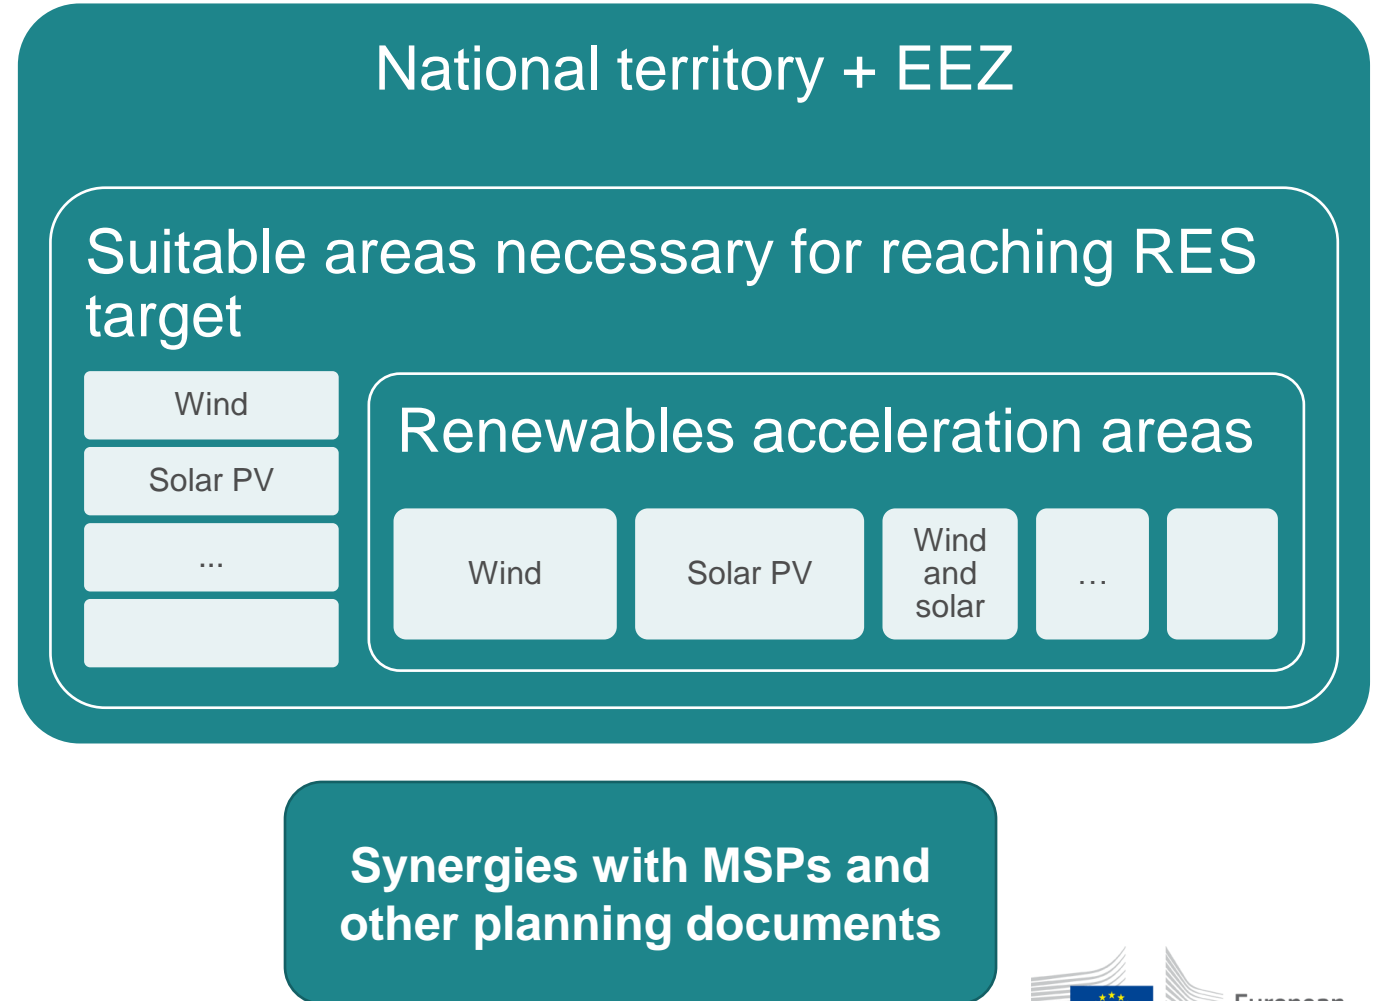 National territory + EEZ
Suitable areas necessary for reaching RES
target
Wind
Solar PV
...
Renewables acceleration areas
Wind
Solar PV
Wind
and
solar
…
Synergies with MSPs and
other planning documents
European